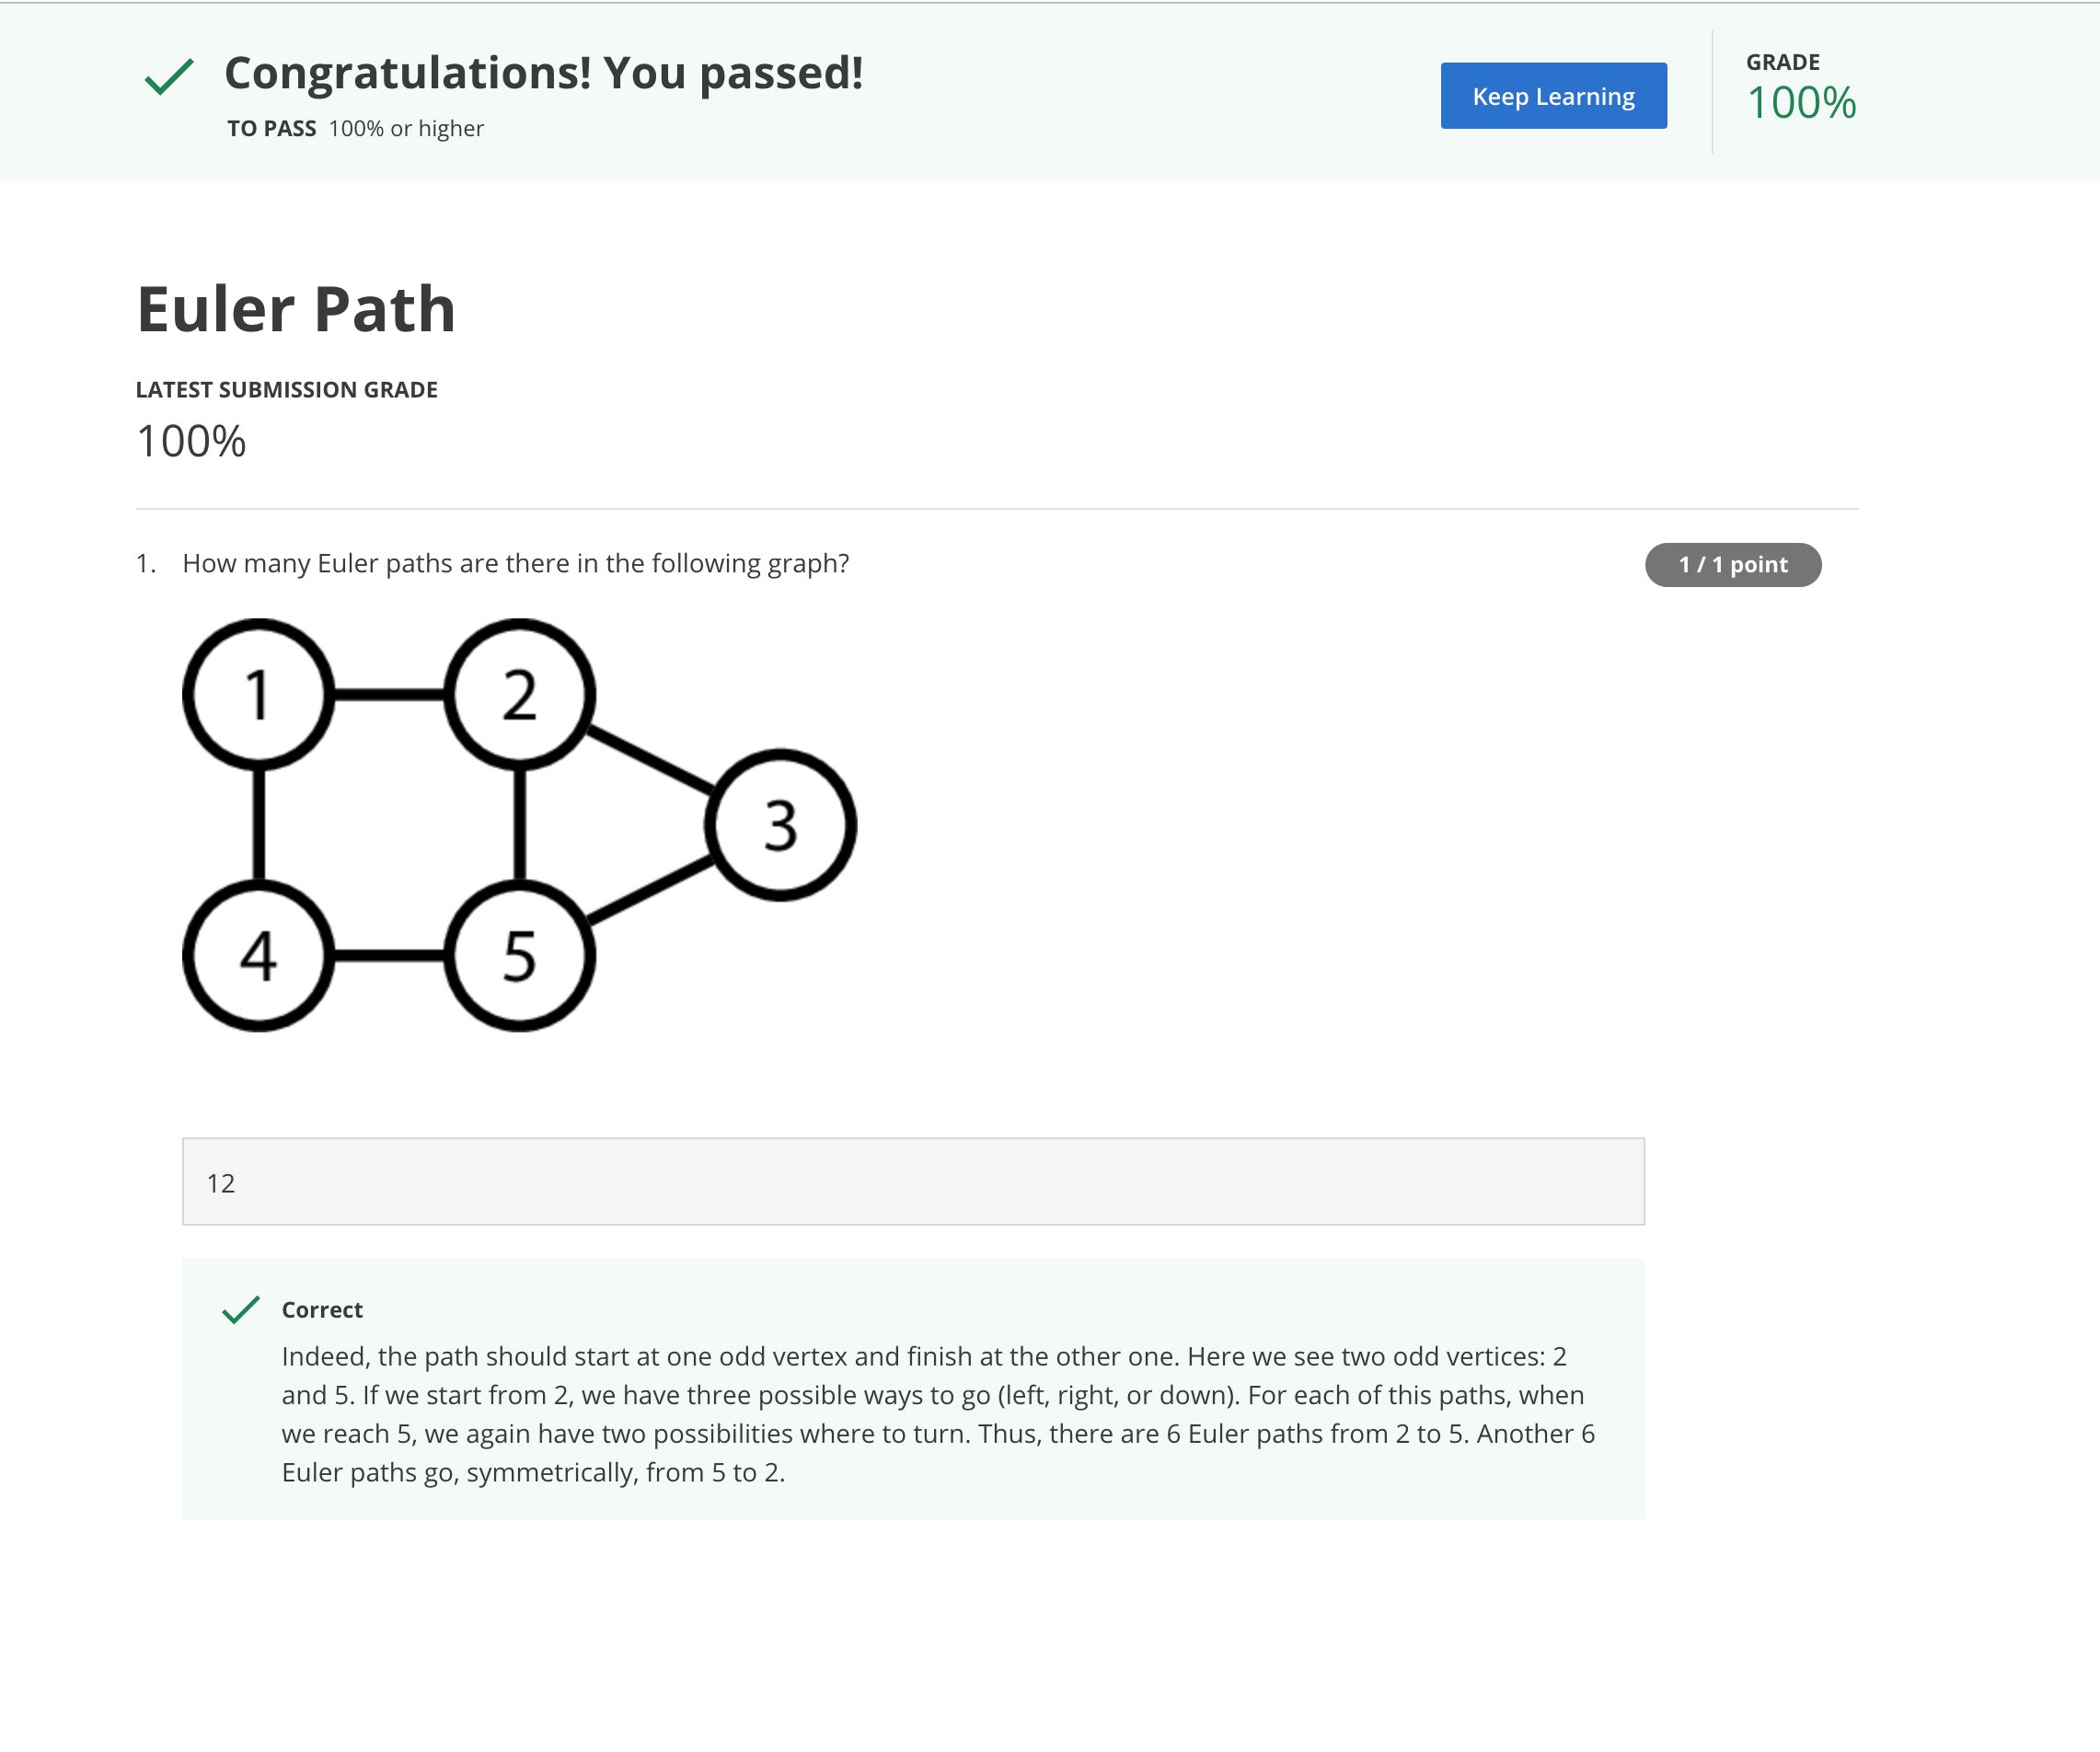 Congratulations! You passed!
TO PASS 100% or higher
Keep Learning
GRADE
100%
Euler Path
LATEST SUBMISSION GRADE
100%
1. How many Euler paths are there in the following graph?
1 / 1 point
1
2
3
4
5
12
Correct
Indeed, the path should start at one odd vertex and finish at the other one. Here we see two odd vertices: 2
and 5. If we start from 2, we have three possible ways to go (left, right, or down). For each of this paths, when
we reach 5, we again have two possibilities where to turn. Thus, there are 6 Euler paths from 2 to 5. Another 6
Euler paths go, symmetrically, from 5 to 2.